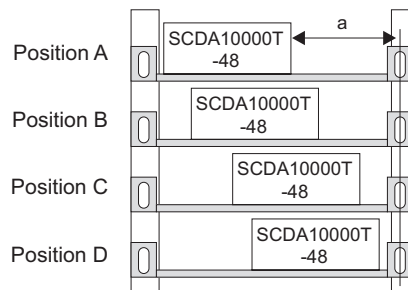 a
Position A
SCDA10000T
-48
Position B
SCDA10000T
-48
Position C
SCDA10000T
-48
Position D
SCDA10000T
-48